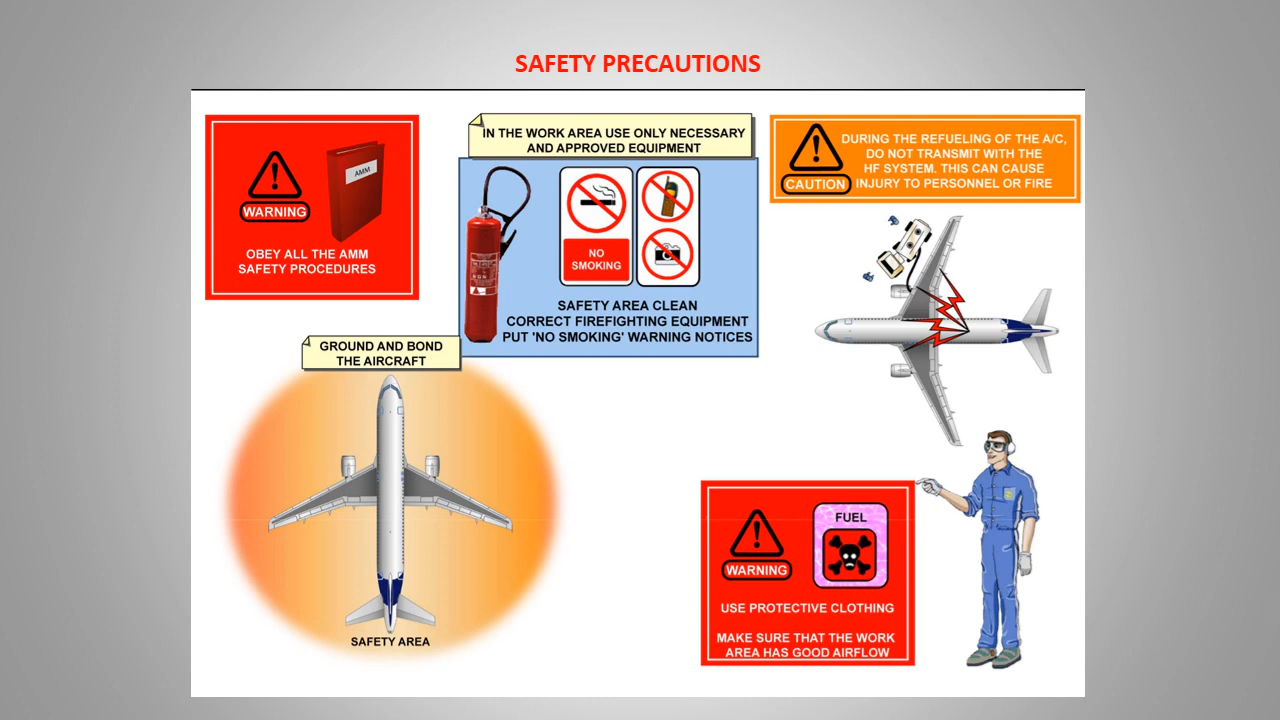 SAFETY PRECAUTIONS
AMM
WARNING
OBEY ALL THE AMM
SAFETY PROCEDURES
IN THE WORK AREA USE ONLY NECESSARY
AND APPROVED EQUIPMENT
NO
SMOKING
SAFETY AREA CLEAN
CORRECT FIREFIGHTING EQUIPMENT
PUT 'NO SMOKING' WARNING NOTICES
CAUTION
DURING THE REFUELING OF THE A/C,
DO NOT TRANSMIT WITH THE
HF SYSTEM. THIS CAN CAUSE
INJURY TO PERSONNEL OR FIRE
GROUND AND BOND
THE AIRCRAFT
SAFETY AREA
FUEL
WARNING
USE PROTECTIVE CLOTHING
MAKE SURE THAT THE WORK
AREA HAS GOOD AIRFLOW